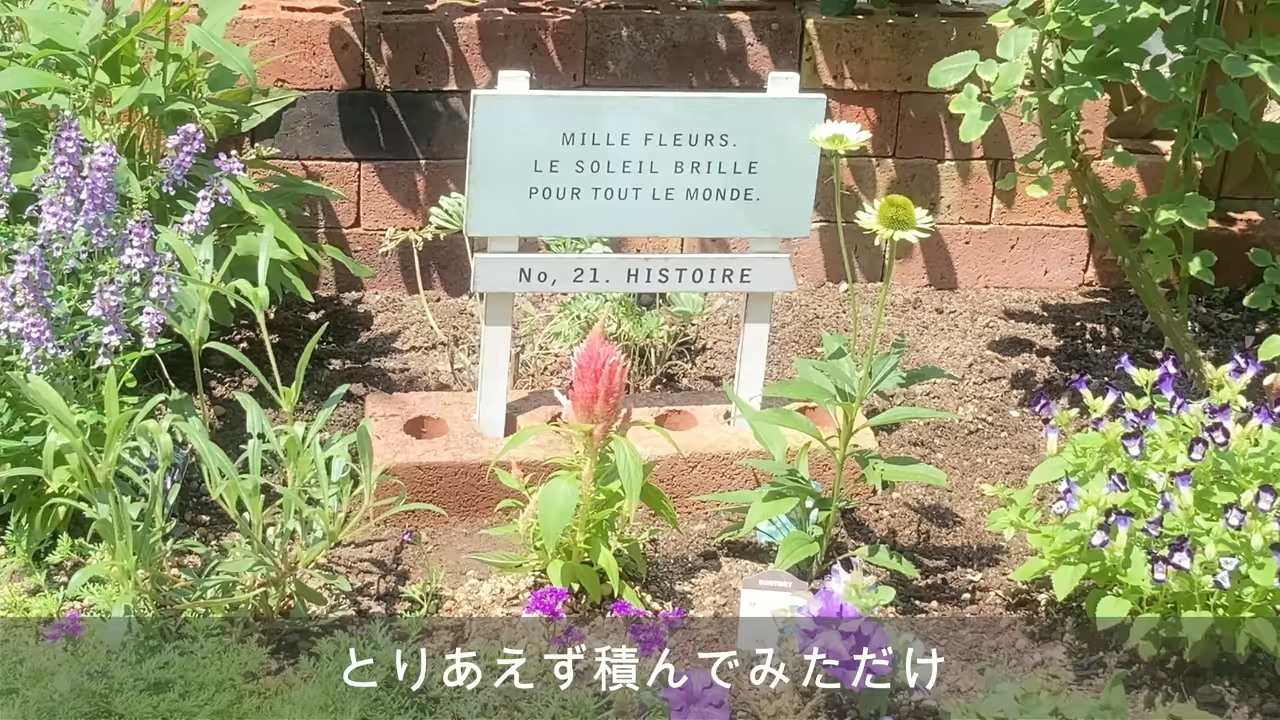 MILLE FLEURS.
LE SOLEIL BRILLE
POUR TOUT LE MONDE.
No, 21. HISTOIRE
SUNTORY
とりあえず積んでみただけ